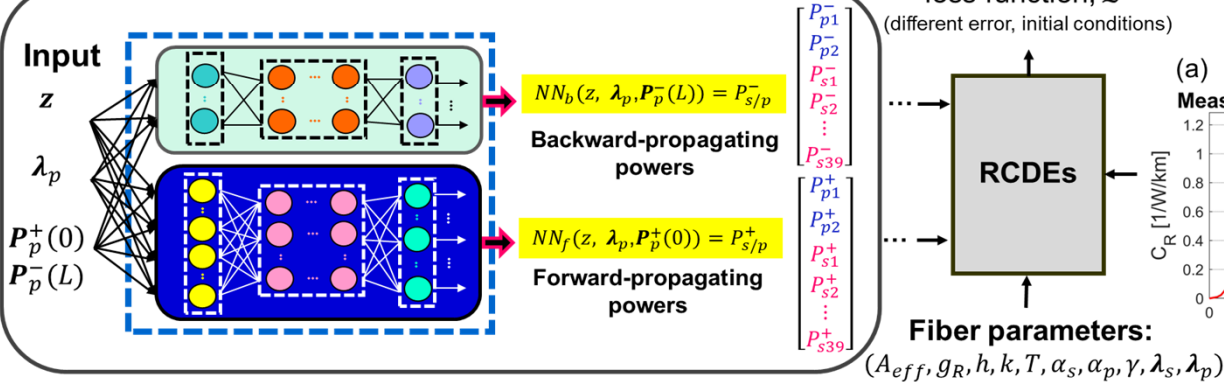 loss function, ℒ
(different error, initial conditions)
Input
z
λ_p
P_p^+(0)
P_p^-(L)
NN_b(z, λ_p,P_p^-(L)) = P_{s/p}^-
Backward-propagating
powers
P_{p1}^-
P_{p2}^-
P_{s1}^-
P_{s2}^-
⋮
P_{s39}^-
NN_f(z, λ_p,P_p^+(0)) = P_{s/p}^+
Forward-propagating
powers
P_{p1}^+
P_{p2}^+
P_{s1}^+
P_{s2}^+
⋮
P_{s39}^+
RCDEs
Fiber parameters:
(A_{eff}, g_R, h, k, T, α_s, α_p, γ, λ_s, λ_p)
(a)
C_R [1/W/km]
1.2
1
0.8
0.6
0.4
0.2
0
0